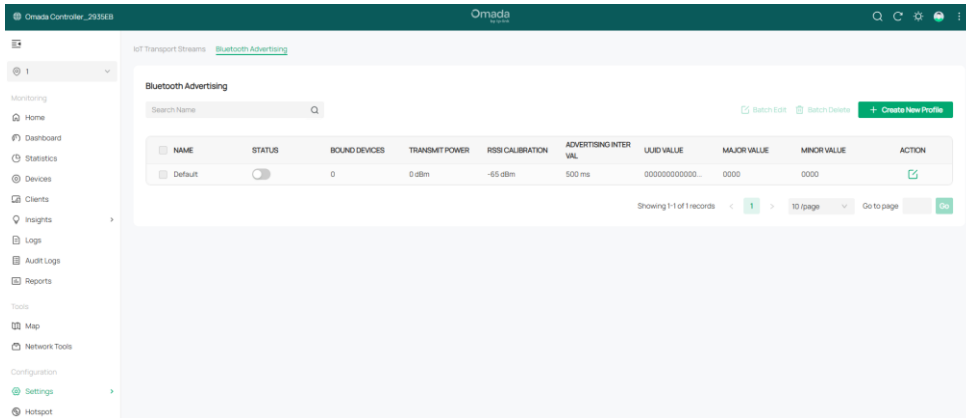 Omada Controller_2935EB
Omada
by tp-link
1
IoT Transport Streams Bluetooth Advertising
Monitoring
Home
Dashboard
Statistics
Devices
Clients
Insights
Logs
Audit Logs
Reports
Tools
Map
Network Tools
Configuration
Settings
Hotspot
Bluetooth Advertising
Search Name
Batch Edit Batch Delete + Create New Profile
NAME STATUS BOUND DEVICES TRANSMIT POWER RSSI CALIBRATION ADVERTISING INTER UUID VALUE MAJOR VALUE MINOR VALUE ACTION
VAL
Default 0 0 dBm -65 dBm 500 ms 000000000000... 0000 0000
Showing 1-1 of 1 records < 1 > 10 /page Go to page Go